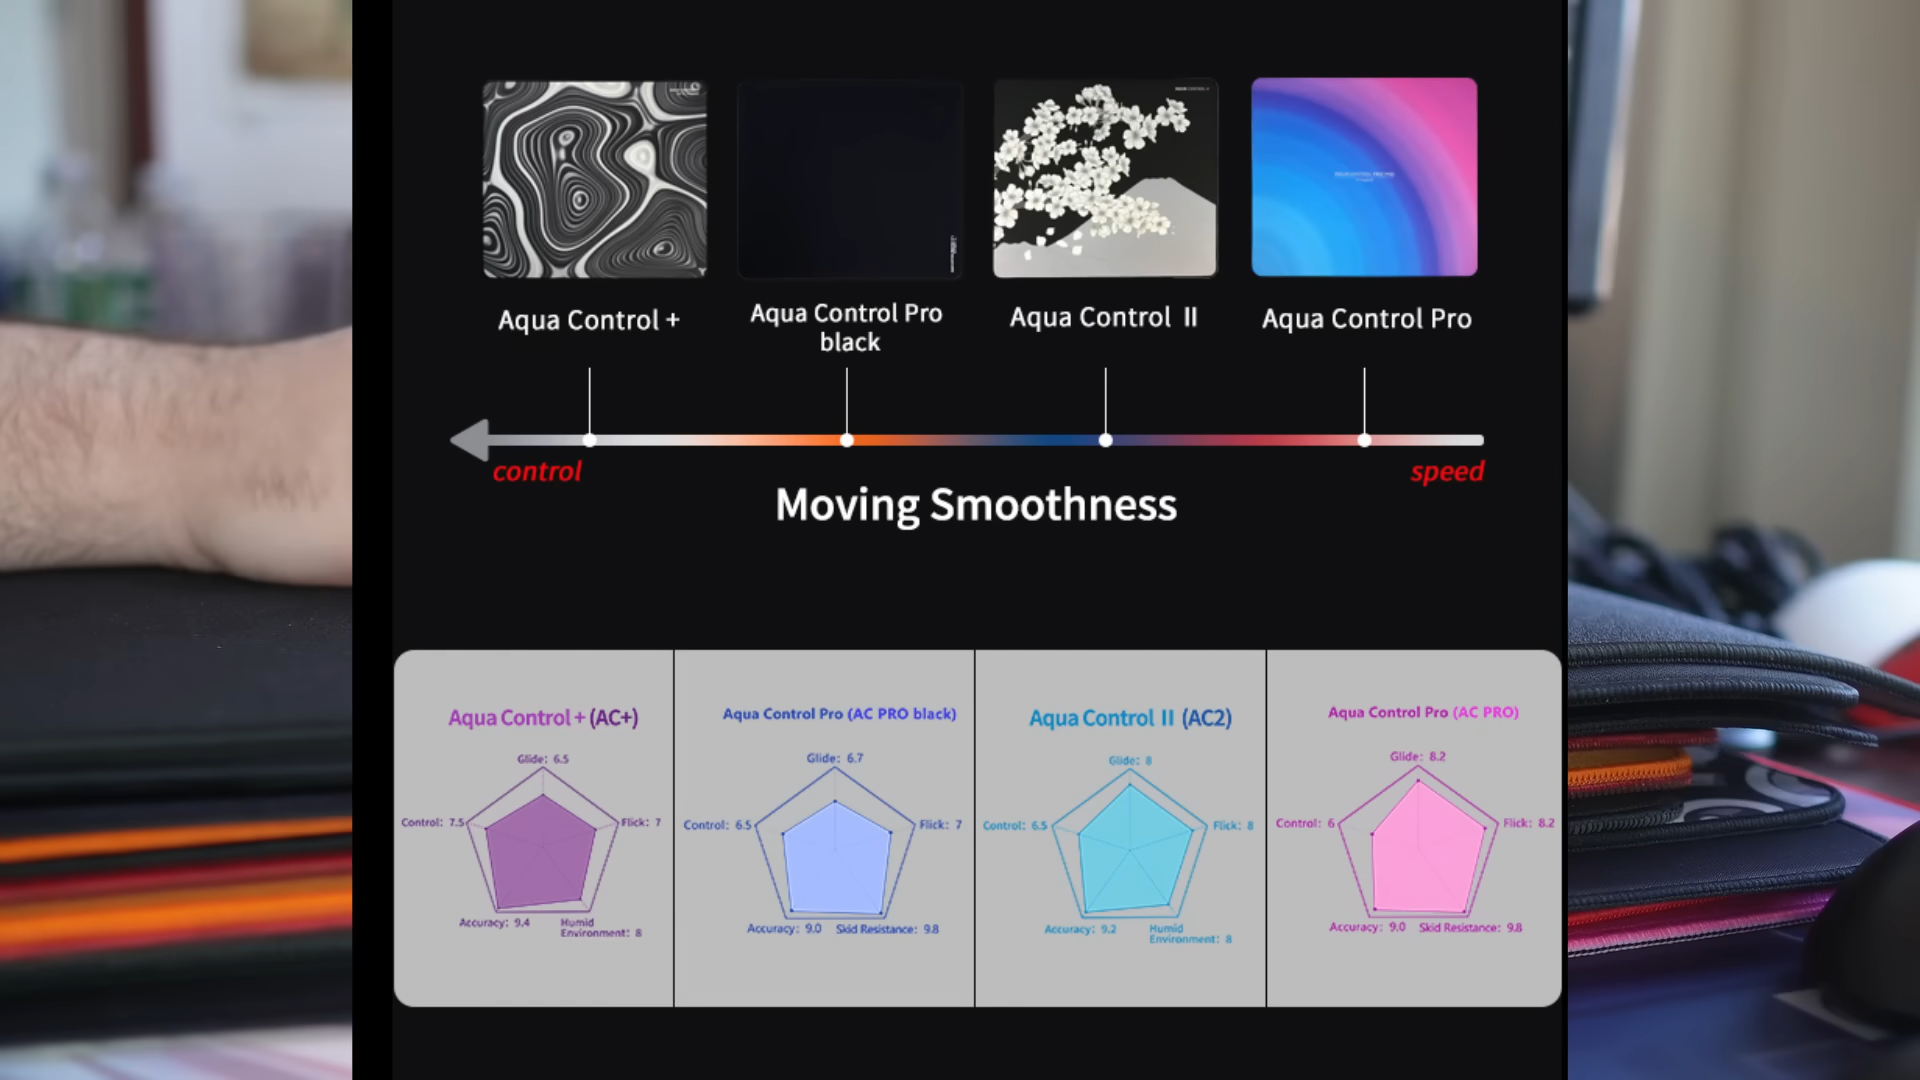 Aqua Control +
Aqua Control Pro
black
Aqua Control II
Aqua Control Pro
control
speed
Moving Smoothness
Aqua Control + (AC+)
Glide: 6.5
Control: 7.5
Flick: 7
Accuracy: 9.4
Humid
Environment: 8
Aqua Control Pro (AC PRO black)
Glide: 6.7
Control: 6.5
Flick: 7
Accuracy: 9.0
Skid Resistance: 9.8
Aqua Control II (AC2)
Glide: 8
Control: 6.5
Flick: 8
Accuracy: 9.2
Humid
Environment: 8
Aqua Control Pro (AC PRO)
Glide: 8.2
Control: 6
Flick: 8.2
Accuracy: 9.0
Skid Resistance: 9.8